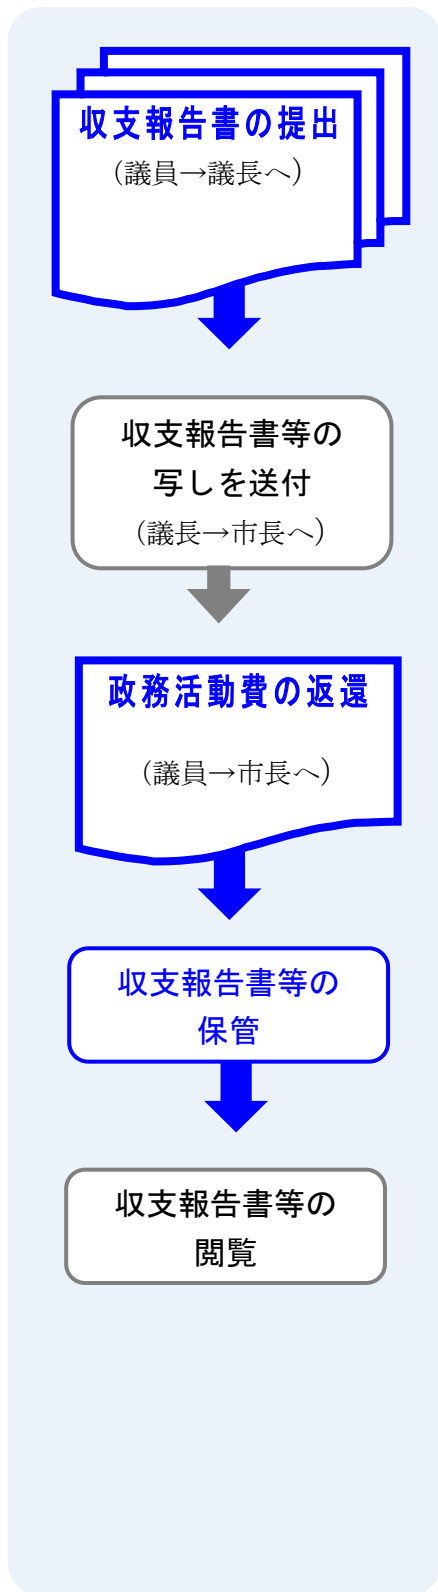 収支報告書の提出
(議員→議長へ)
収支報告書等の
写しを送付
(議長→市長へ)
政務活動費の返還
(議員→市長へ)
収支報告書等の
保管
収支報告書等の
閲覧